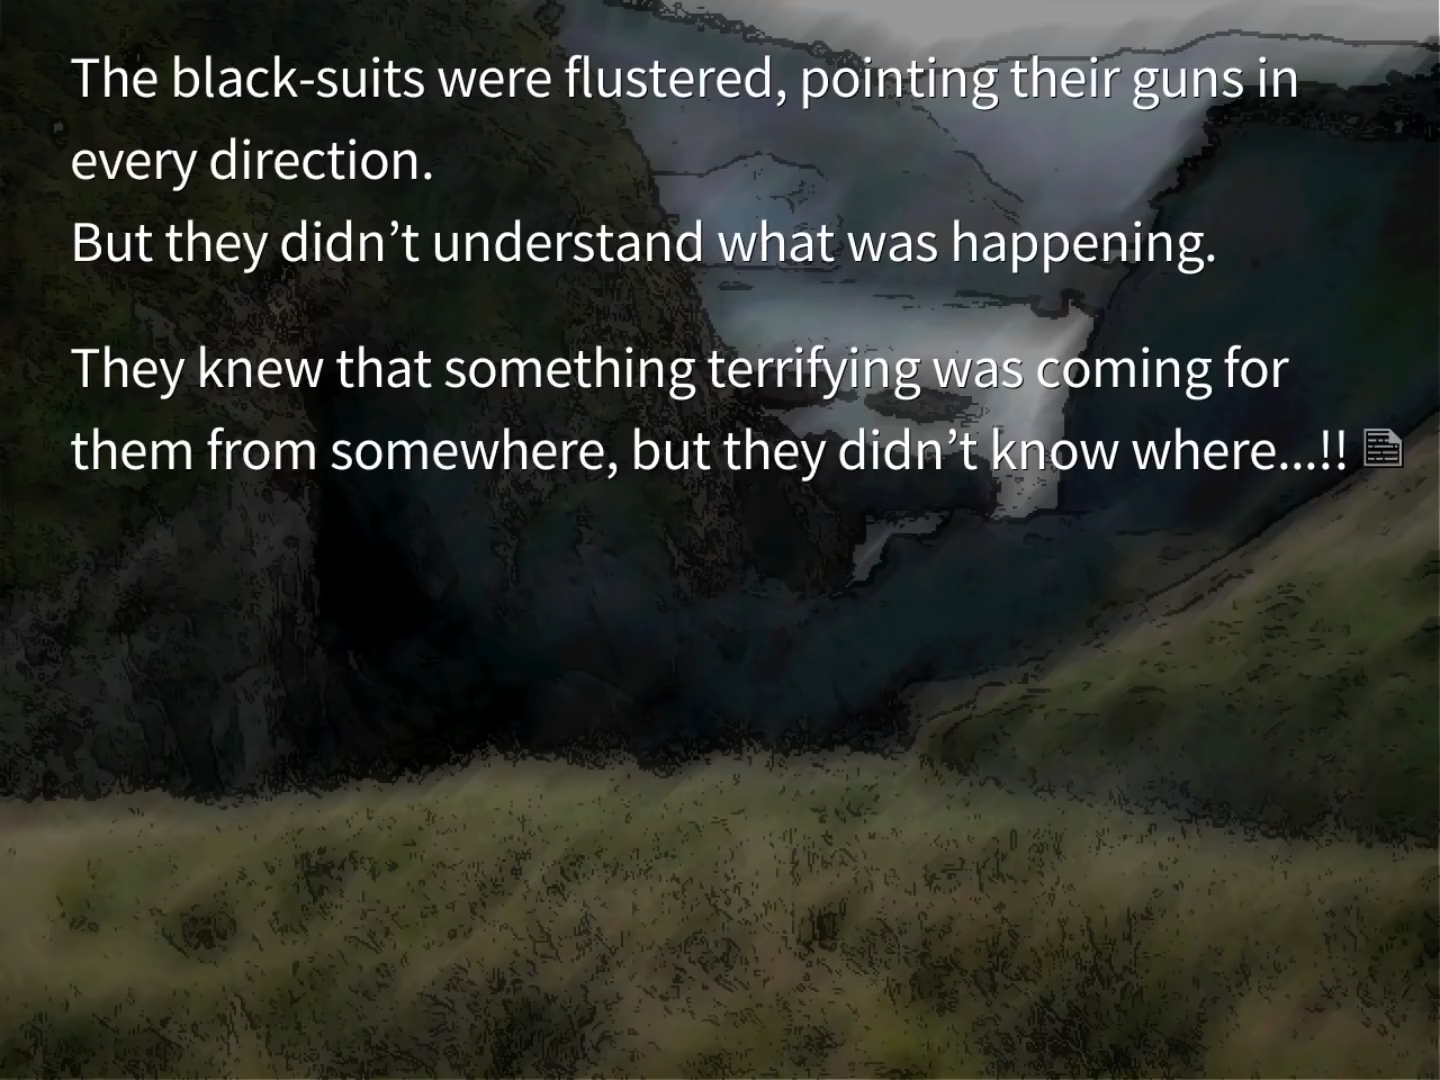 The black-suits were flustered, pointing their guns in
every direction.
But they didn’t understand what was happening.
They knew that something terrifying was coming for
them from somewhere, but they didn’t know where...!!